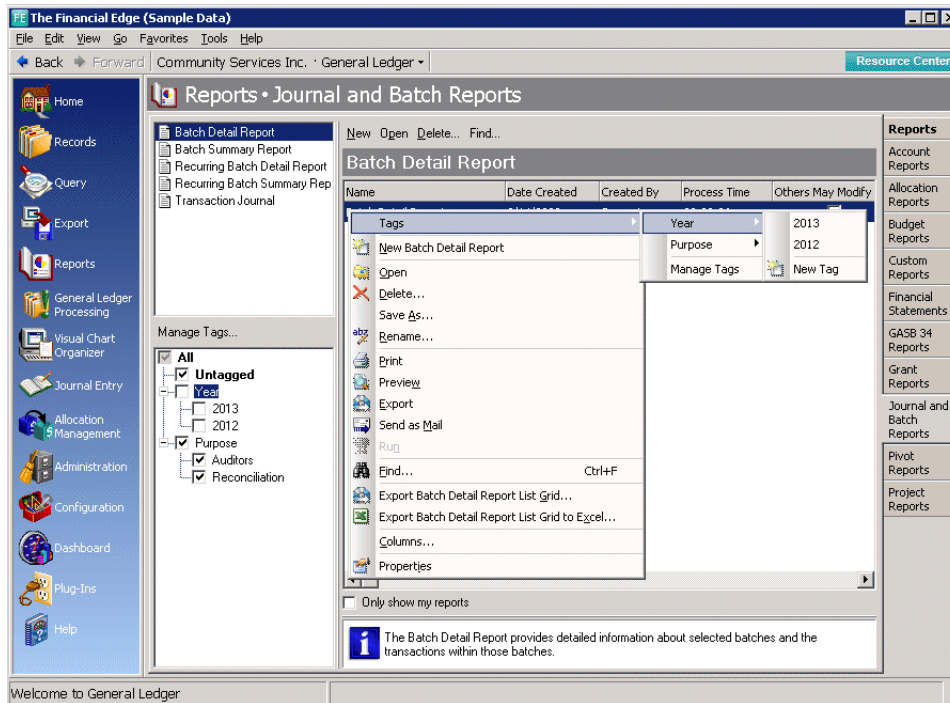 FE The Financial Edge (Sample Data)
File Edit View Go Favorites Tools Help
Back Forward Community Services Inc. · General Ledger
Resource Center
Home
Records
Query
Export
Reports
General Ledger
Processing
Visual Chart
Organizer
Journal Entry
Allocation
Management
Administration
Configuration
Dashboard
Plug-Ins
Help
Reports • Journal and Batch Reports
Batch Detail Report
Batch Summary Report
Recurring Batch Detail Report
Recurring Batch Summary Rep
Transaction Journal
Manage Tags...
All
Untagged
Year
2013
2012
Purpose
Auditors
Reconciliation
New Open Delete... Find...
Batch Detail Report
Name Date Created Created By Process Time Others May Modify
Tags
New Batch Detail Report
Open
Delete...
Save As...
Rename...
Print
Preview
Export
Send as Mail
Run
Find... Ctrl+F
Export Batch Detail Report List Grid...
Export Batch Detail Report List Grid to Excel...
Columns...
Properties
Year
Purpose
Manage Tags
2013
2012
New Tag
Only show my reports
The Batch Detail Report provides detailed information about selected batches and the
transactions within those batches.
Reports
Account
Reports
Allocation
Reports
Budget
Reports
Custom
Reports
Financial
Statements
GASB 34
Reports
Grant
Reports
Journal and
Batch
Reports
Pivot
Reports
Project
Reports
Welcome to General Ledger